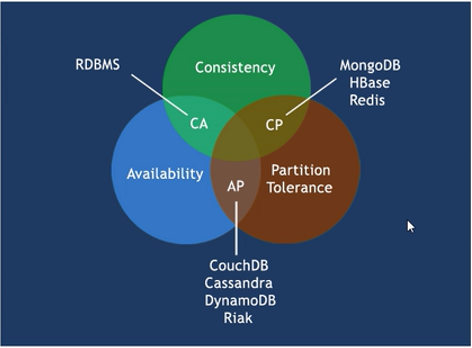 RDBMS
Consistency
MongoDB
HBase
Redis
CA
CP
Availability
Partition
Tolerance
AP
CouchDB
Cassandra
DynamoDB
Riak